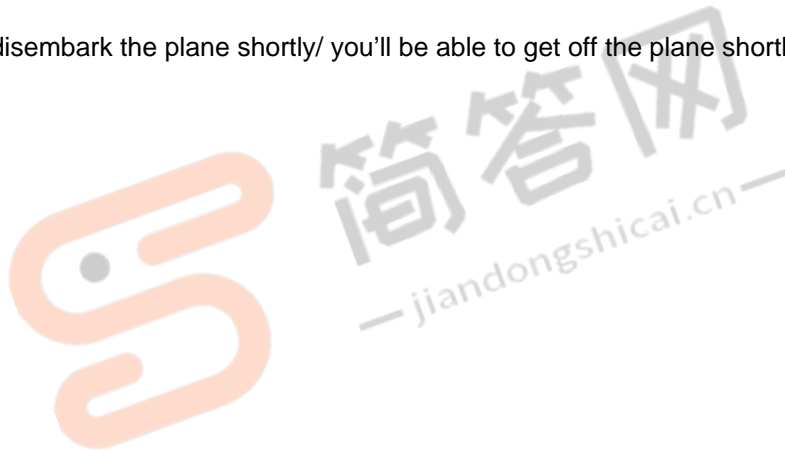 disembark the plane shortly/ you’ll be able to get off the plane shortl
简答网
jiandongshicai.cn